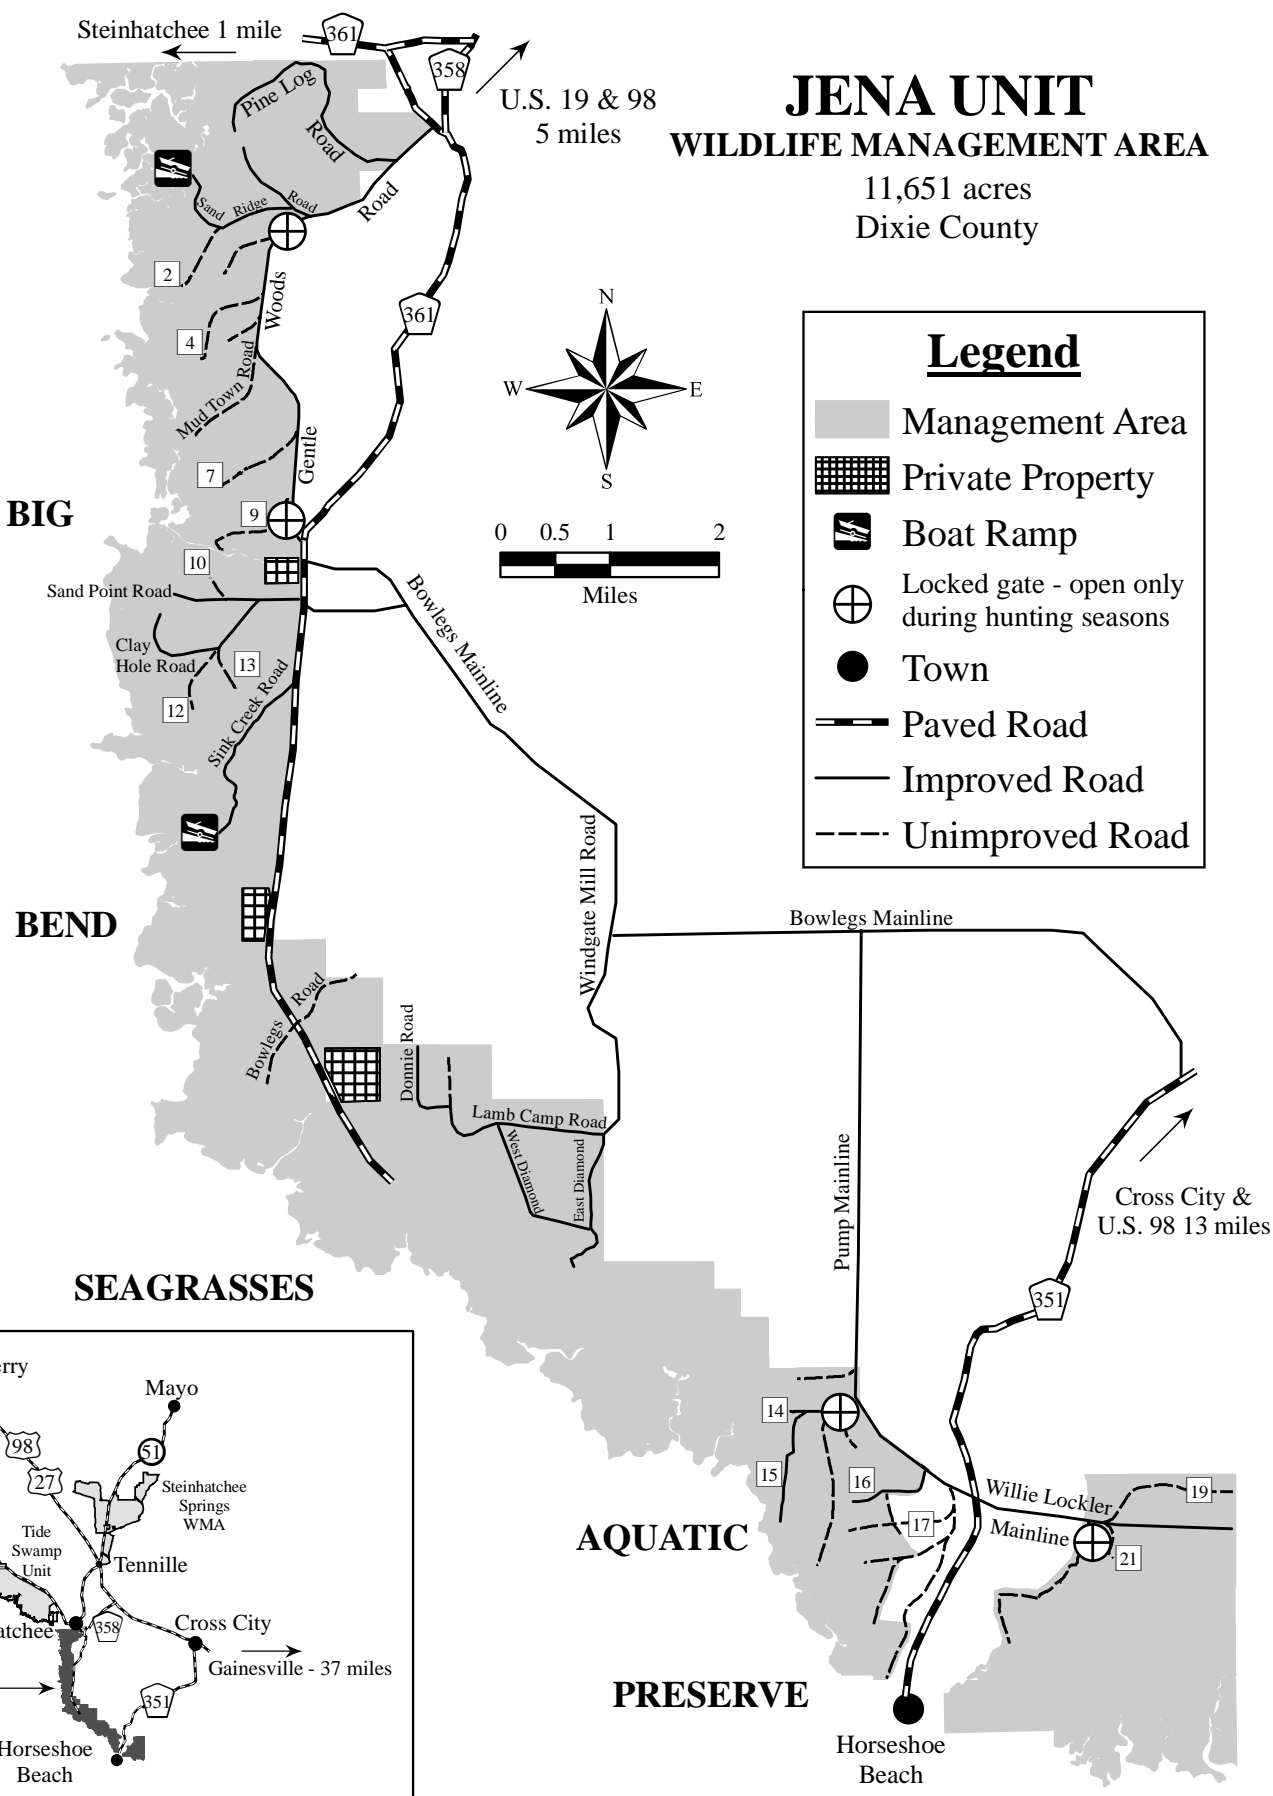 Steinhatchee 1 mile
361
358
U.S. 19 & 98
5 miles
JENA UNIT
WILDLIFE MANAGEMENT AREA
11,651 acres
Dixie County
Pine Log
Road
Sand Ridge Road
Road
2
Woods
4
361
Mud Town Road
7
Gentle
9
BIG
10
Sand Point Road
Clay
Hole Road
13
12
Sink Creek Road
Bowlegs Mainline
N
W
E
S
0 0.5 1 2
Miles
Legend
Management Area
Private Property
Boat Ramp
Locked gate - open only
during hunting seasons
Town
Paved Road
Improved Road
Unimproved Road
Windgate Mill Road
BEND
Bowlegs Mainline
Bowlegs Road
Donnie Road
Lamb Camp Road
West Diamond
East Diamond
Pump Mainline
Cross City &
U.S. 98 13 miles
351
SEAGRASSES
14
15
16
17
Willie Lockler
Mainline
19
21
AQUATIC
PRESERVE
Horseshoe
Beach
erry
Mayo
98
51
27
Steinhatchee
Springs
WMA
Tide
Swamp
Unit
Tennille
atchee
358
Cross City
Gainesville - 37 miles
351
Horseshoe
Beach